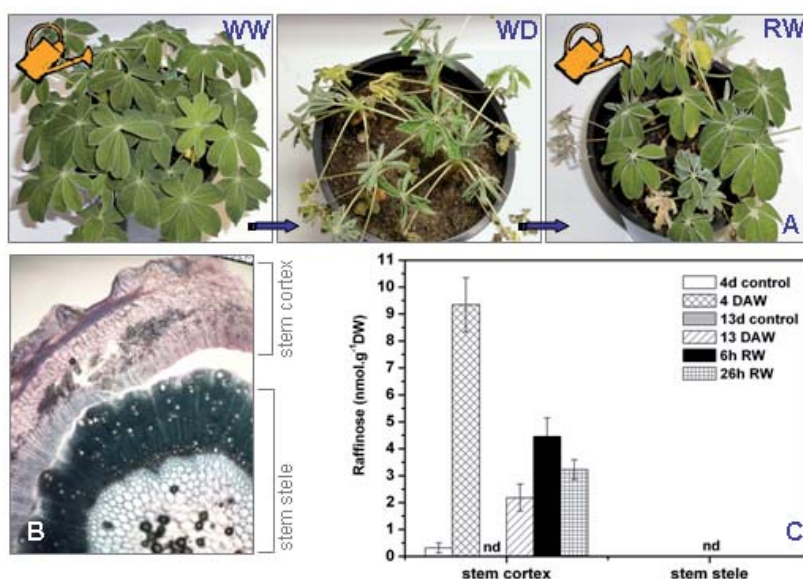 WW
WD
RW
A
stem cortex
stem stele
B
Raffinose (nmol.g⁻¹DW)
11
10
9
8
7
6
5
4
3
2
1
0
4d control
4 DAW
13d control
13 DAW
6h RW
26h RW
nd
nd
stem cortex
stem stele
C